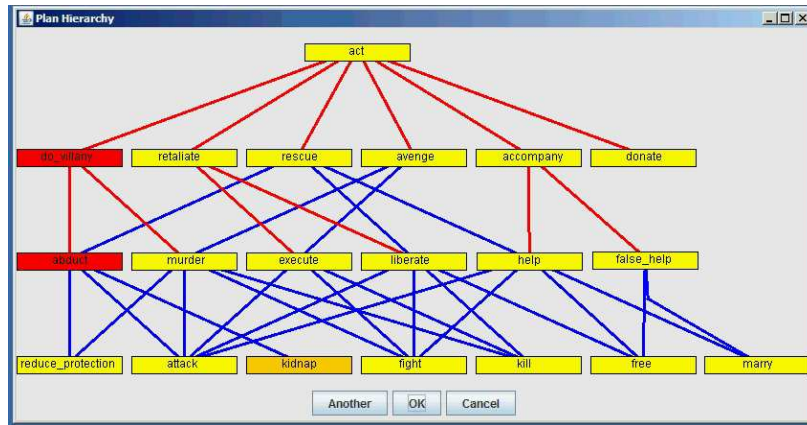 Plan Hierarchy
act
do_villany retaliate rescue avenge accompany donate
abduct murder execute liberate help false_help
reduce_protection attack kidnap fight kill free marry
Another OK Cancel